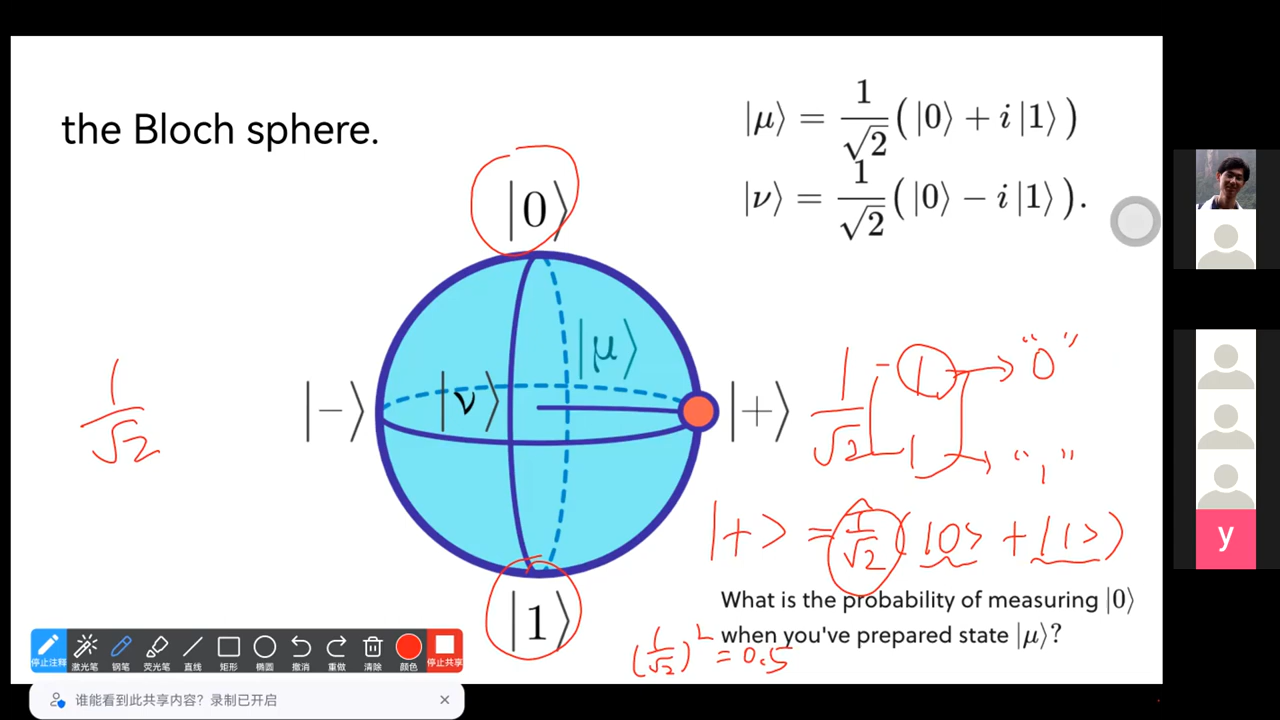 the Bloch sphere.
|μ⟩ = 1/√2 ( |0⟩ + i |1⟩ )
|ν⟩ = 1/√2 ( |0⟩ − i |1⟩ ).
|0⟩
|μ⟩
|−⟩
|ν⟩
|+⟩
|1⟩
1/√2
1/√2 [ 1 → "0"
1 ] → "1"
|+⟩ = 1/√2 ( |0⟩ + |1⟩ )
What is the probability of measuring |0⟩
when you've prepared state |μ⟩?
(1/√2)² = 0.5
停止注释 激光笔 钢笔 荧光笔 直线 矩形 椭圆 撤消 重做 清除 颜色 停止共享
谁能看到此共享内容？录制已开启
y